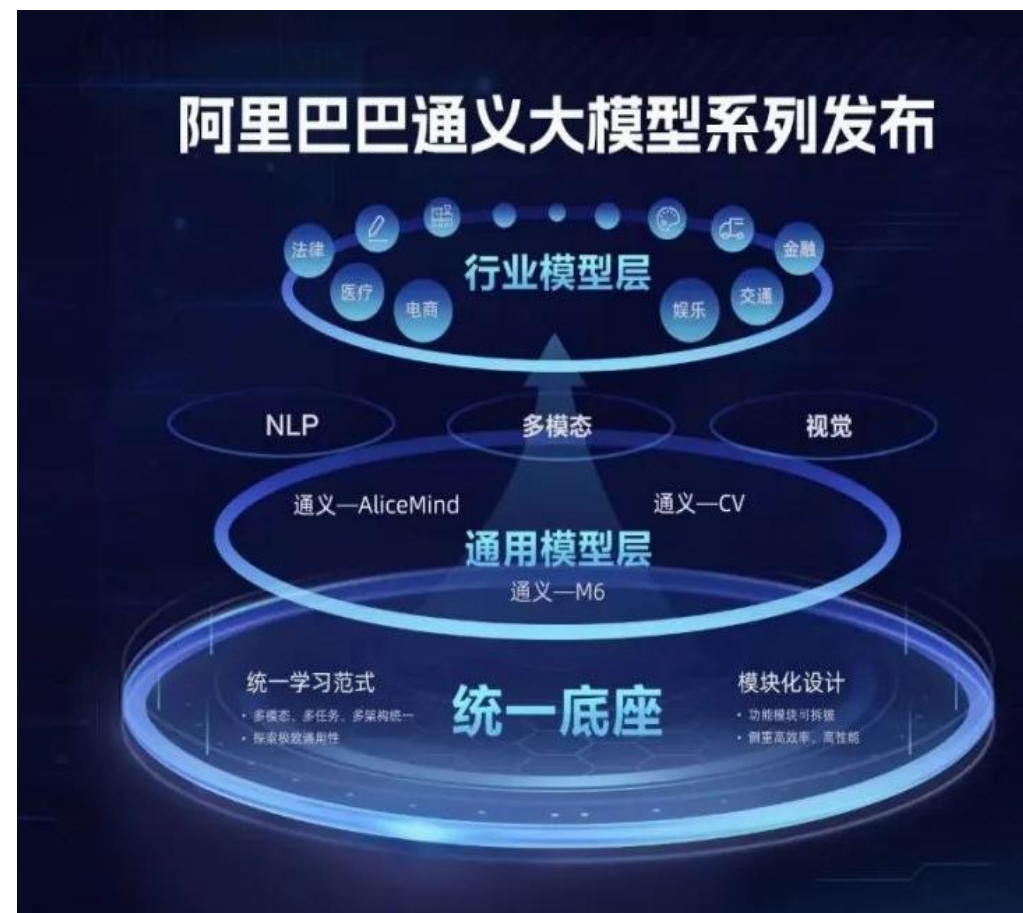 阿里巴巴通义大模型系列发布
法律
金融
行业模型层
医疗
电商
娱乐
交通
NLP
多模态
视觉
通义—AliceMind
通义—CV
通用模型层
通义—M6
统一学习范式
• 多模态、多任务、多架构统一
• 探索极致通用性
统一底座
模块化设计
• 功能模块可拆拔
• 侧重高效率、高性能